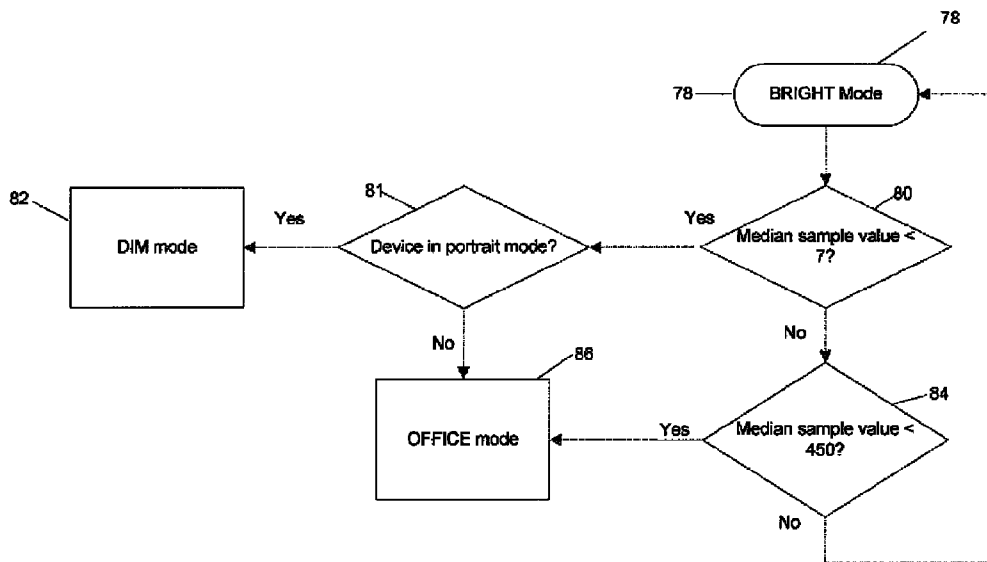 78
78
BRIGHT Mode
82
81
80
DIM mode
Yes
Device in portrait mode?
Yes
Median sample value <
7?
No
No
86
84
OFFICE mode
Yes
Median sample value <
450?
No